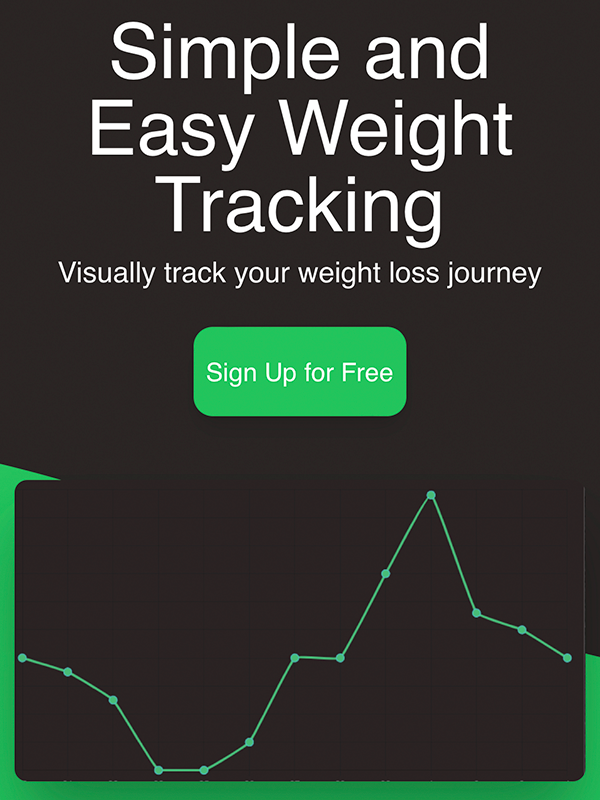 Simple and
Easy Weight
Tracking
Visually track your weight loss journey
Sign Up for Free